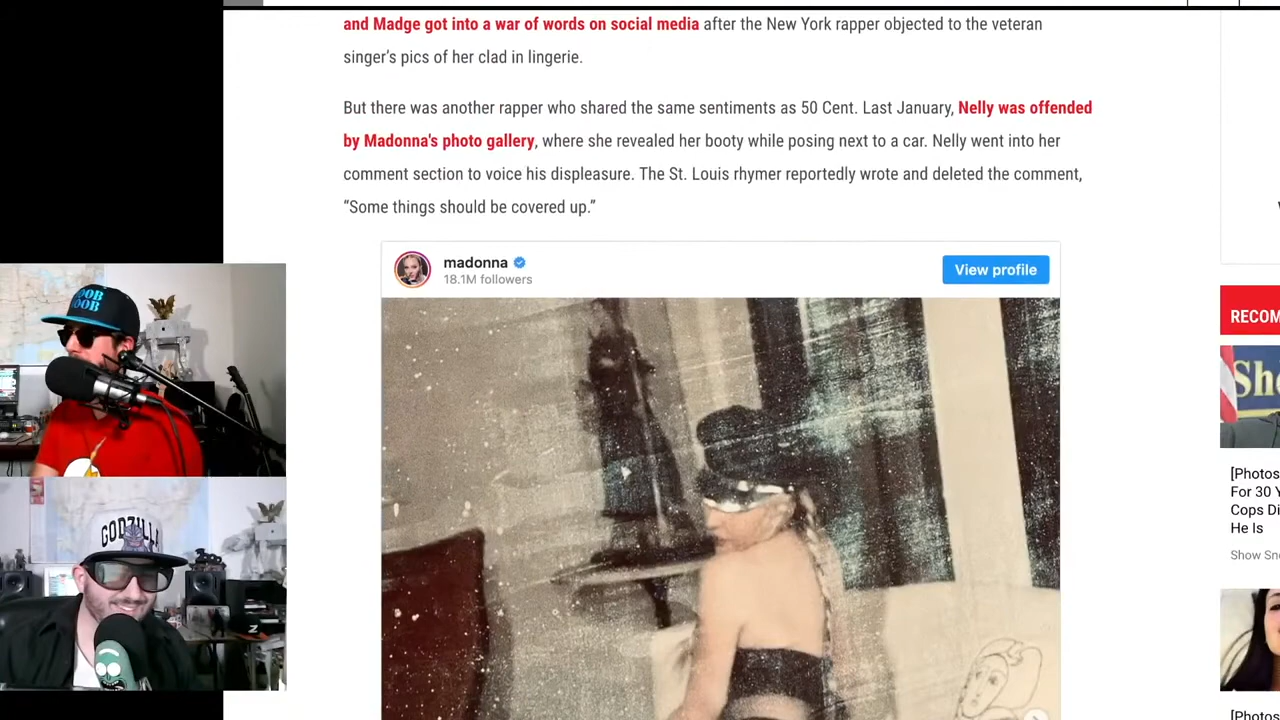 and Madge got into a war of words on social media after the New York rapper objected to the veteran
singer's pics of her clad in lingerie.
But there was another rapper who shared the same sentiments as 50 Cent. Last January, Nelly was offended
by Madonna's photo gallery, where she revealed her booty while posing next to a car. Nelly went into her
comment section to voice his displeasure. The St. Louis rhymer reportedly wrote and deleted the comment,
“Some things should be covered up.”
madonna
18.1M followers
View profile
GODZILLA
RECOM
She
[Photos
For 30 Y
Cops Di
He Is
Show Sn
[Photos